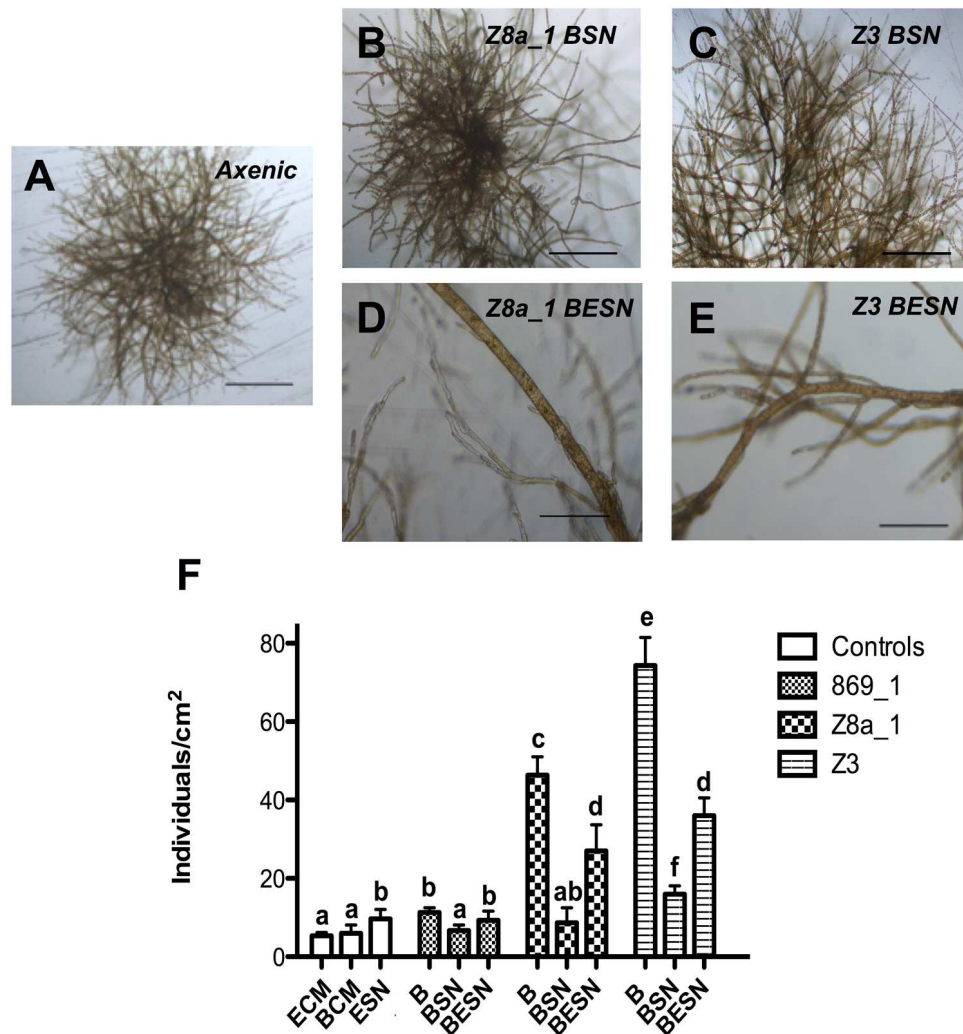 B
Z8a_1 BSN
C
Z3 BSN
A
Axenic
D
Z8a_1 BESN
E
Z3 BESN
F
e
c
d
d
f
ab
b
b
b
a
a
a
80
60
40
20
0
Individuals/cm²
ECM
BCM
ESN
B
BSN
BESN
B
BSN
BESN
B
BSN
BESN
Controls
869_1
Z8a_1
Z3